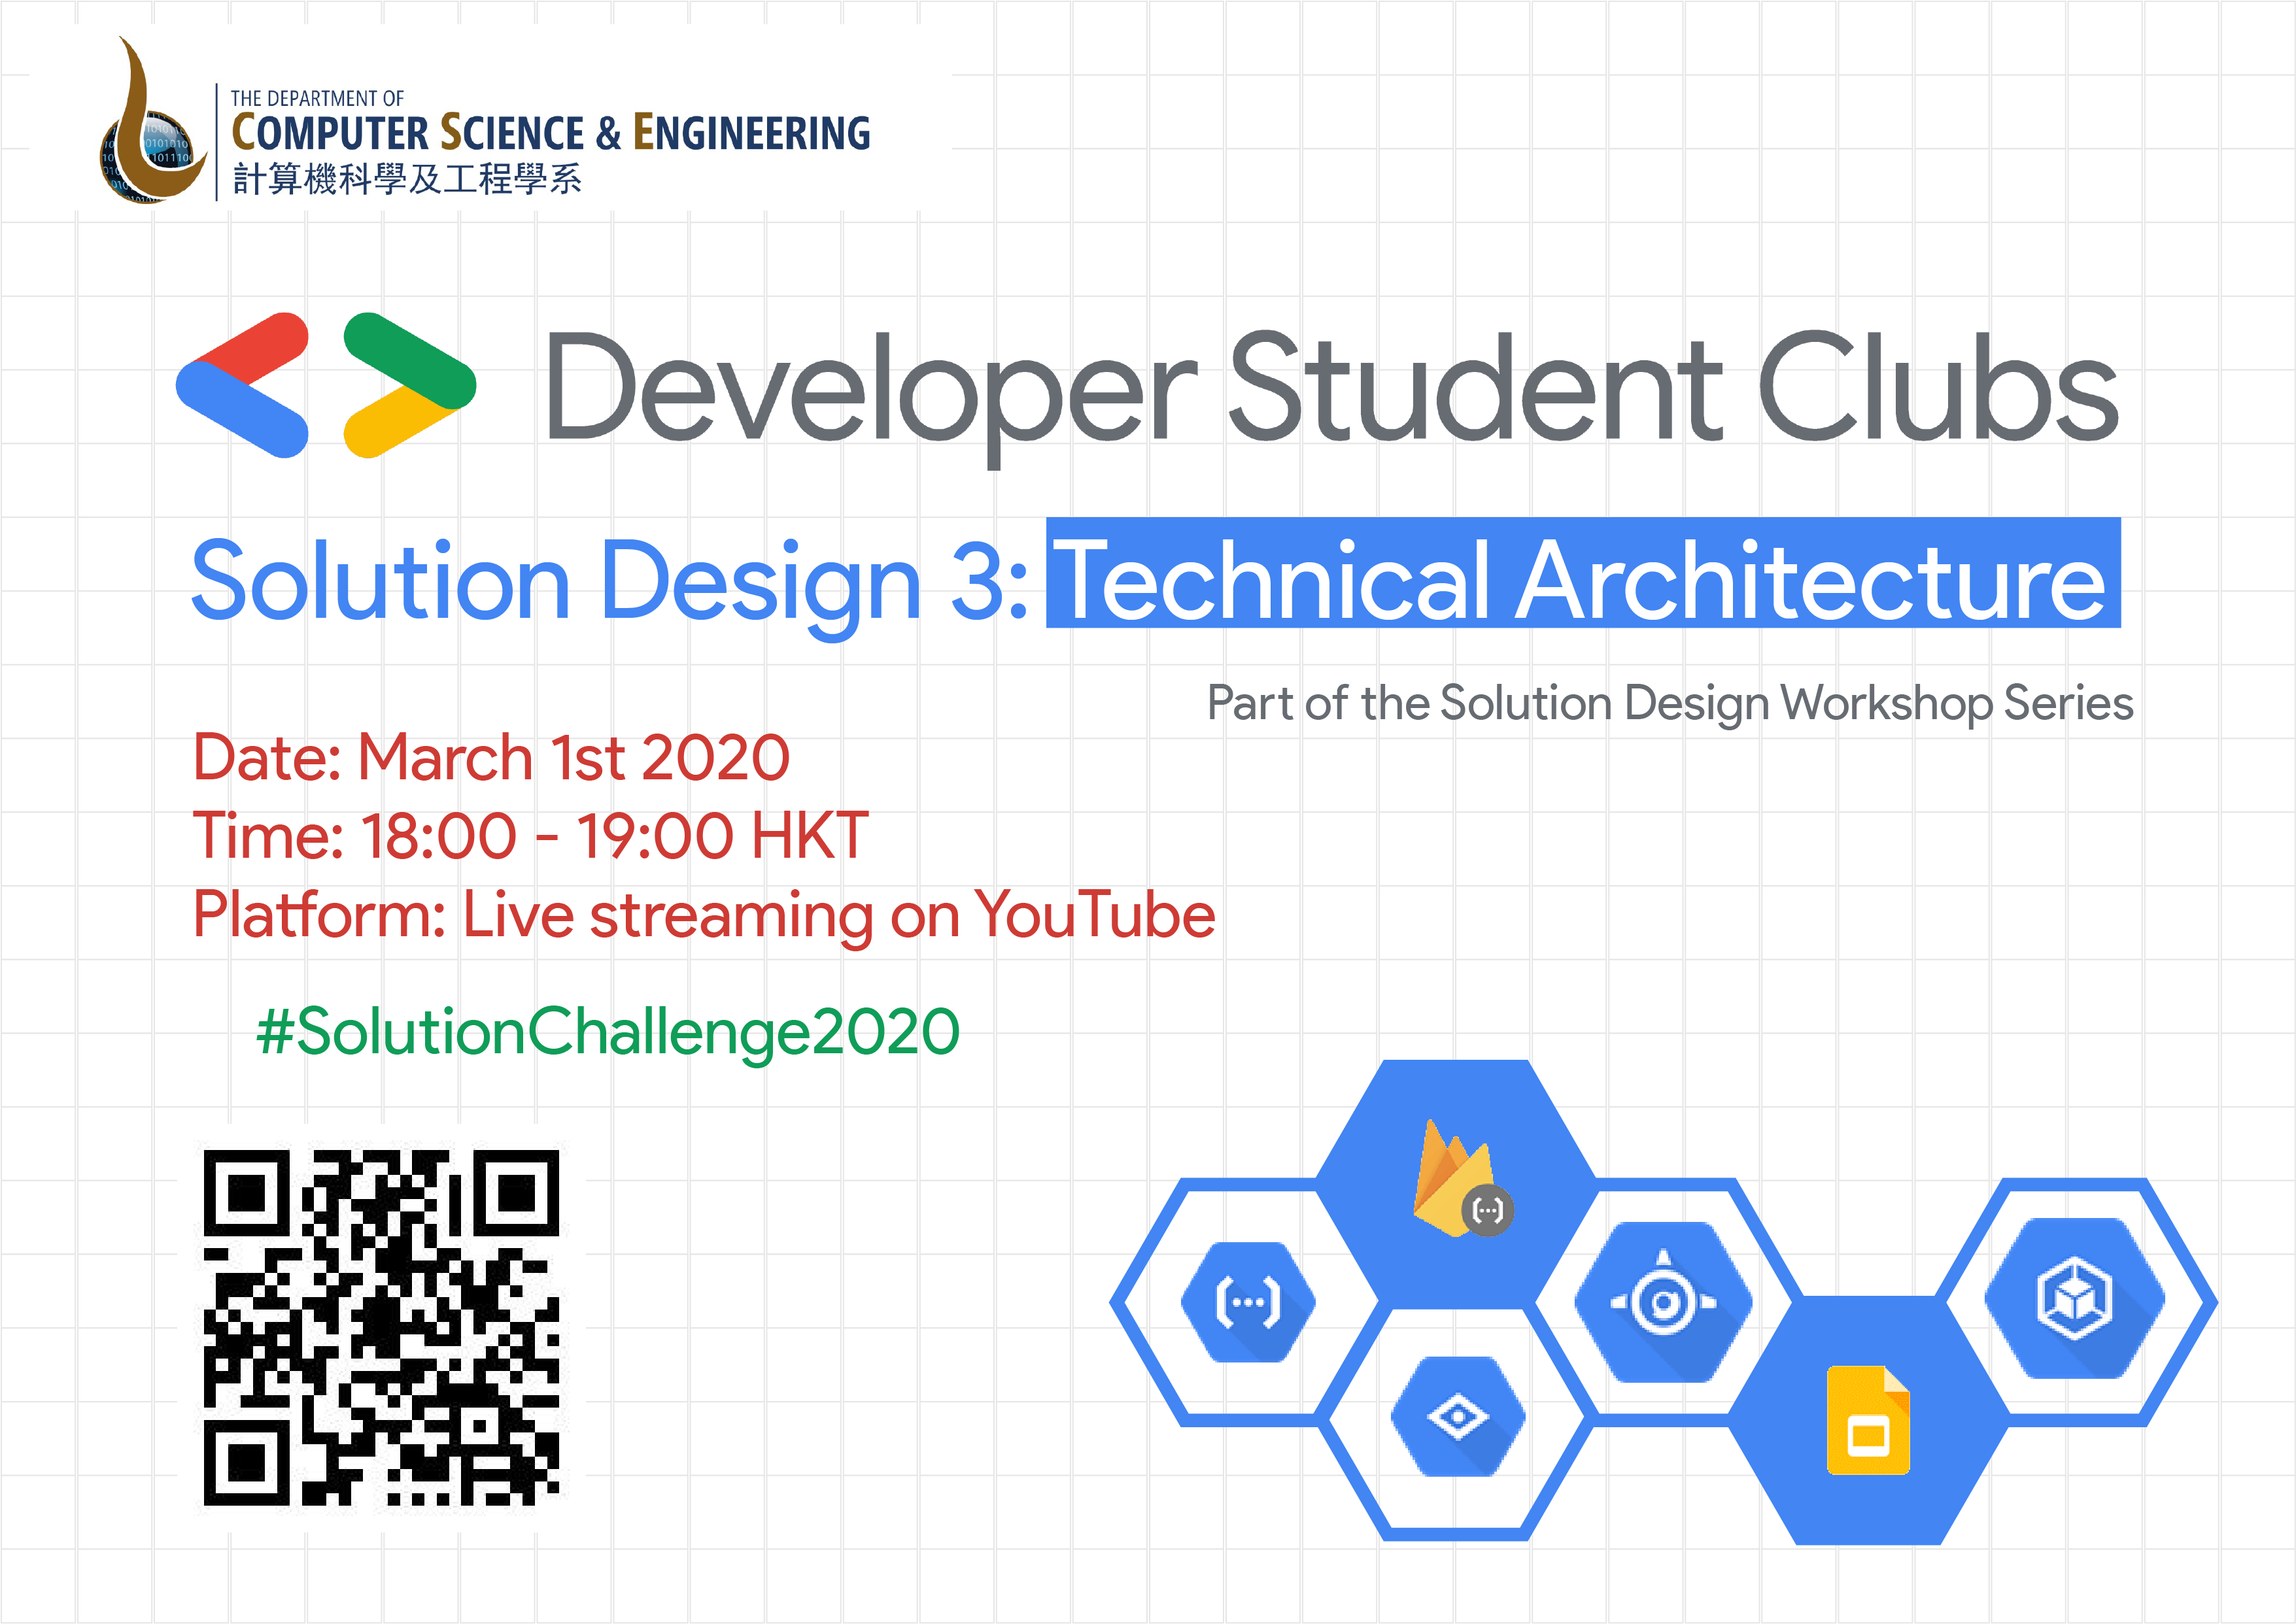 THE DEPARTMENT OF
COMPUTER SCIENCE & ENGINEERING
計算機科學及工程學系
Developer Student Clubs
Solution Design 3: Technical Architecture
Part of the Solution Design Workshop Series
Date: March 1st 2020
Time: 18:00 - 19:00 HKT
Platform: Live streaming on YouTube
#SolutionChallenge2020